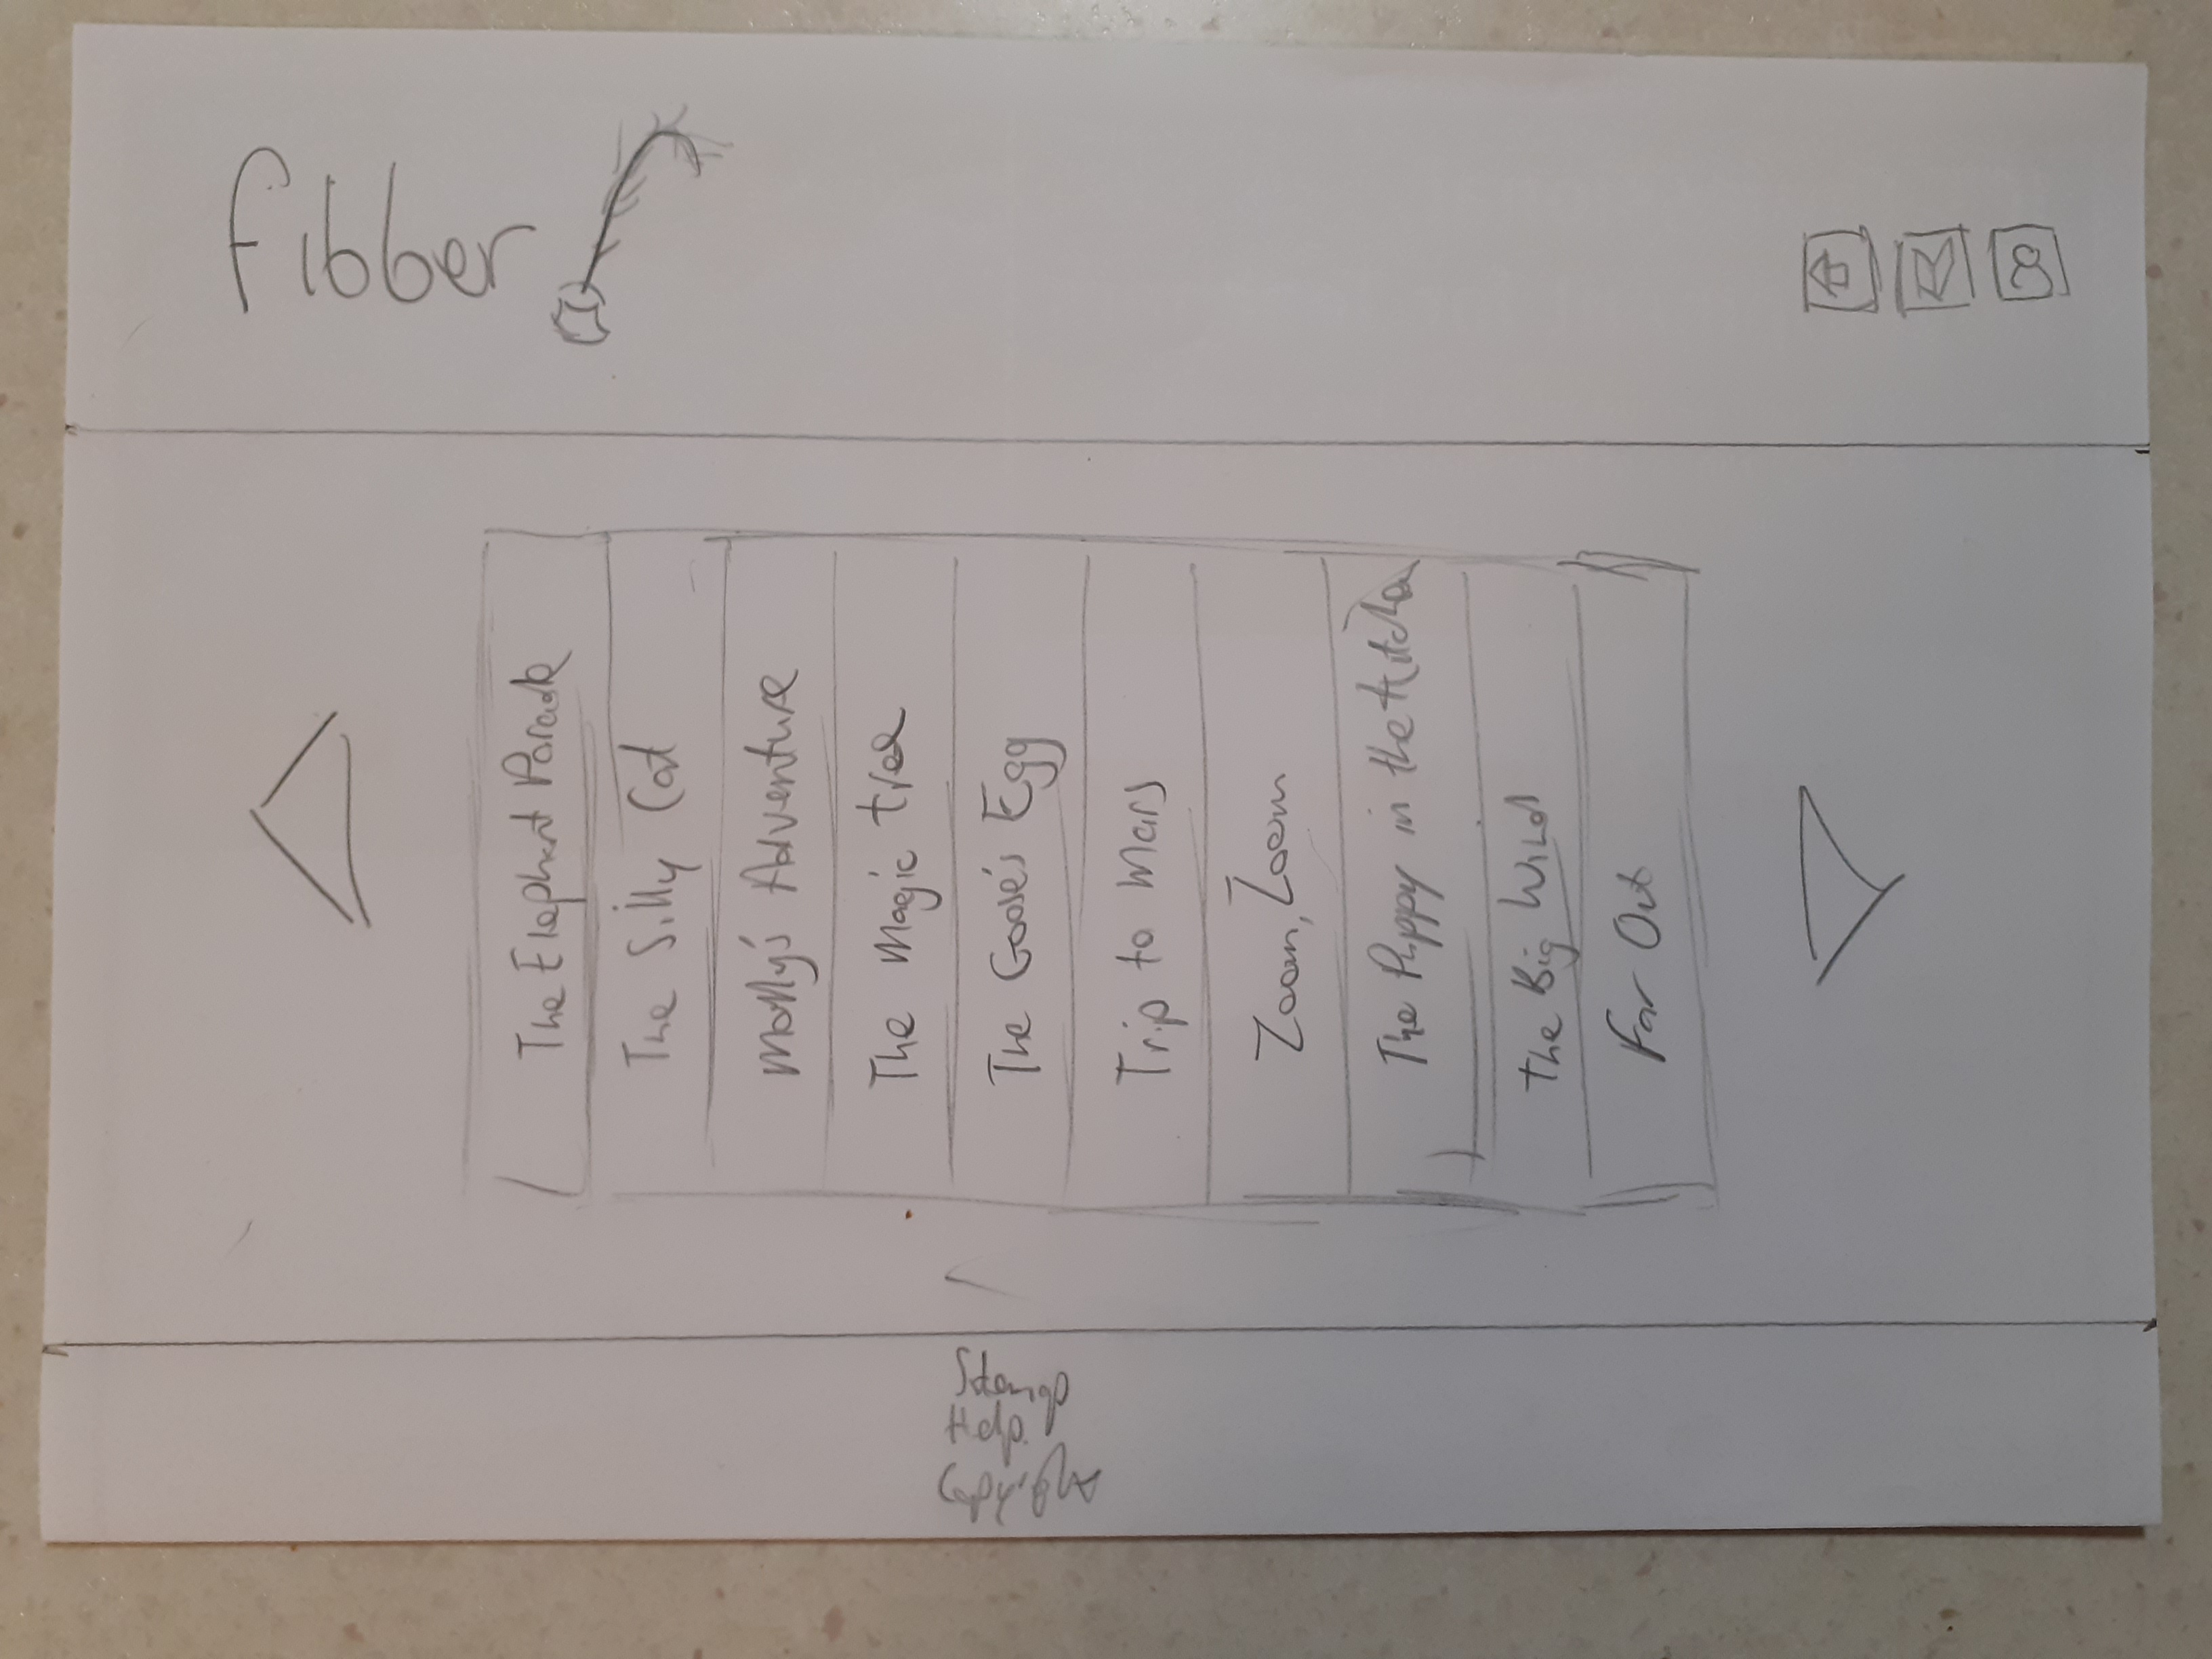 Fibber
The Elephant Parade
The Silly Cat
Molly's Adventure
The Magic Tree
The Goose's Egg
Trip to Mars
Zoom, Zoom
The Puppy in the Kitchen
The Big Wind
Far Out
Sitemap
Help
Copyright